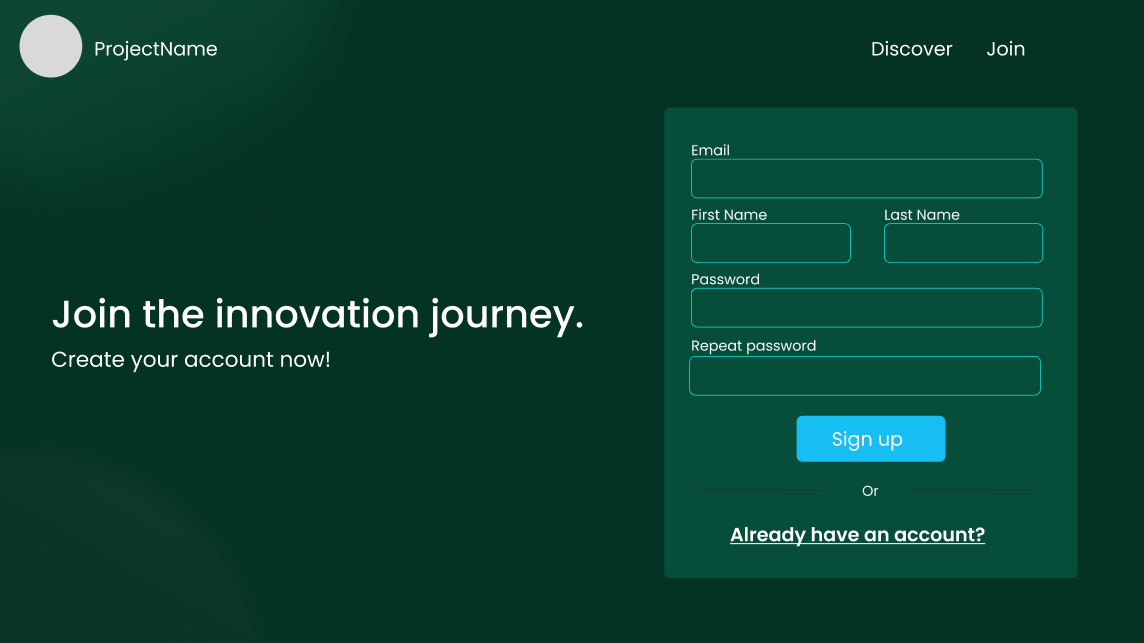 ProjectName
Discover
Join
Join the innovation journey.
Create your account now!
Email
First Name
Last Name
Password
Repeat password
Sign up
Or
Already have an account?